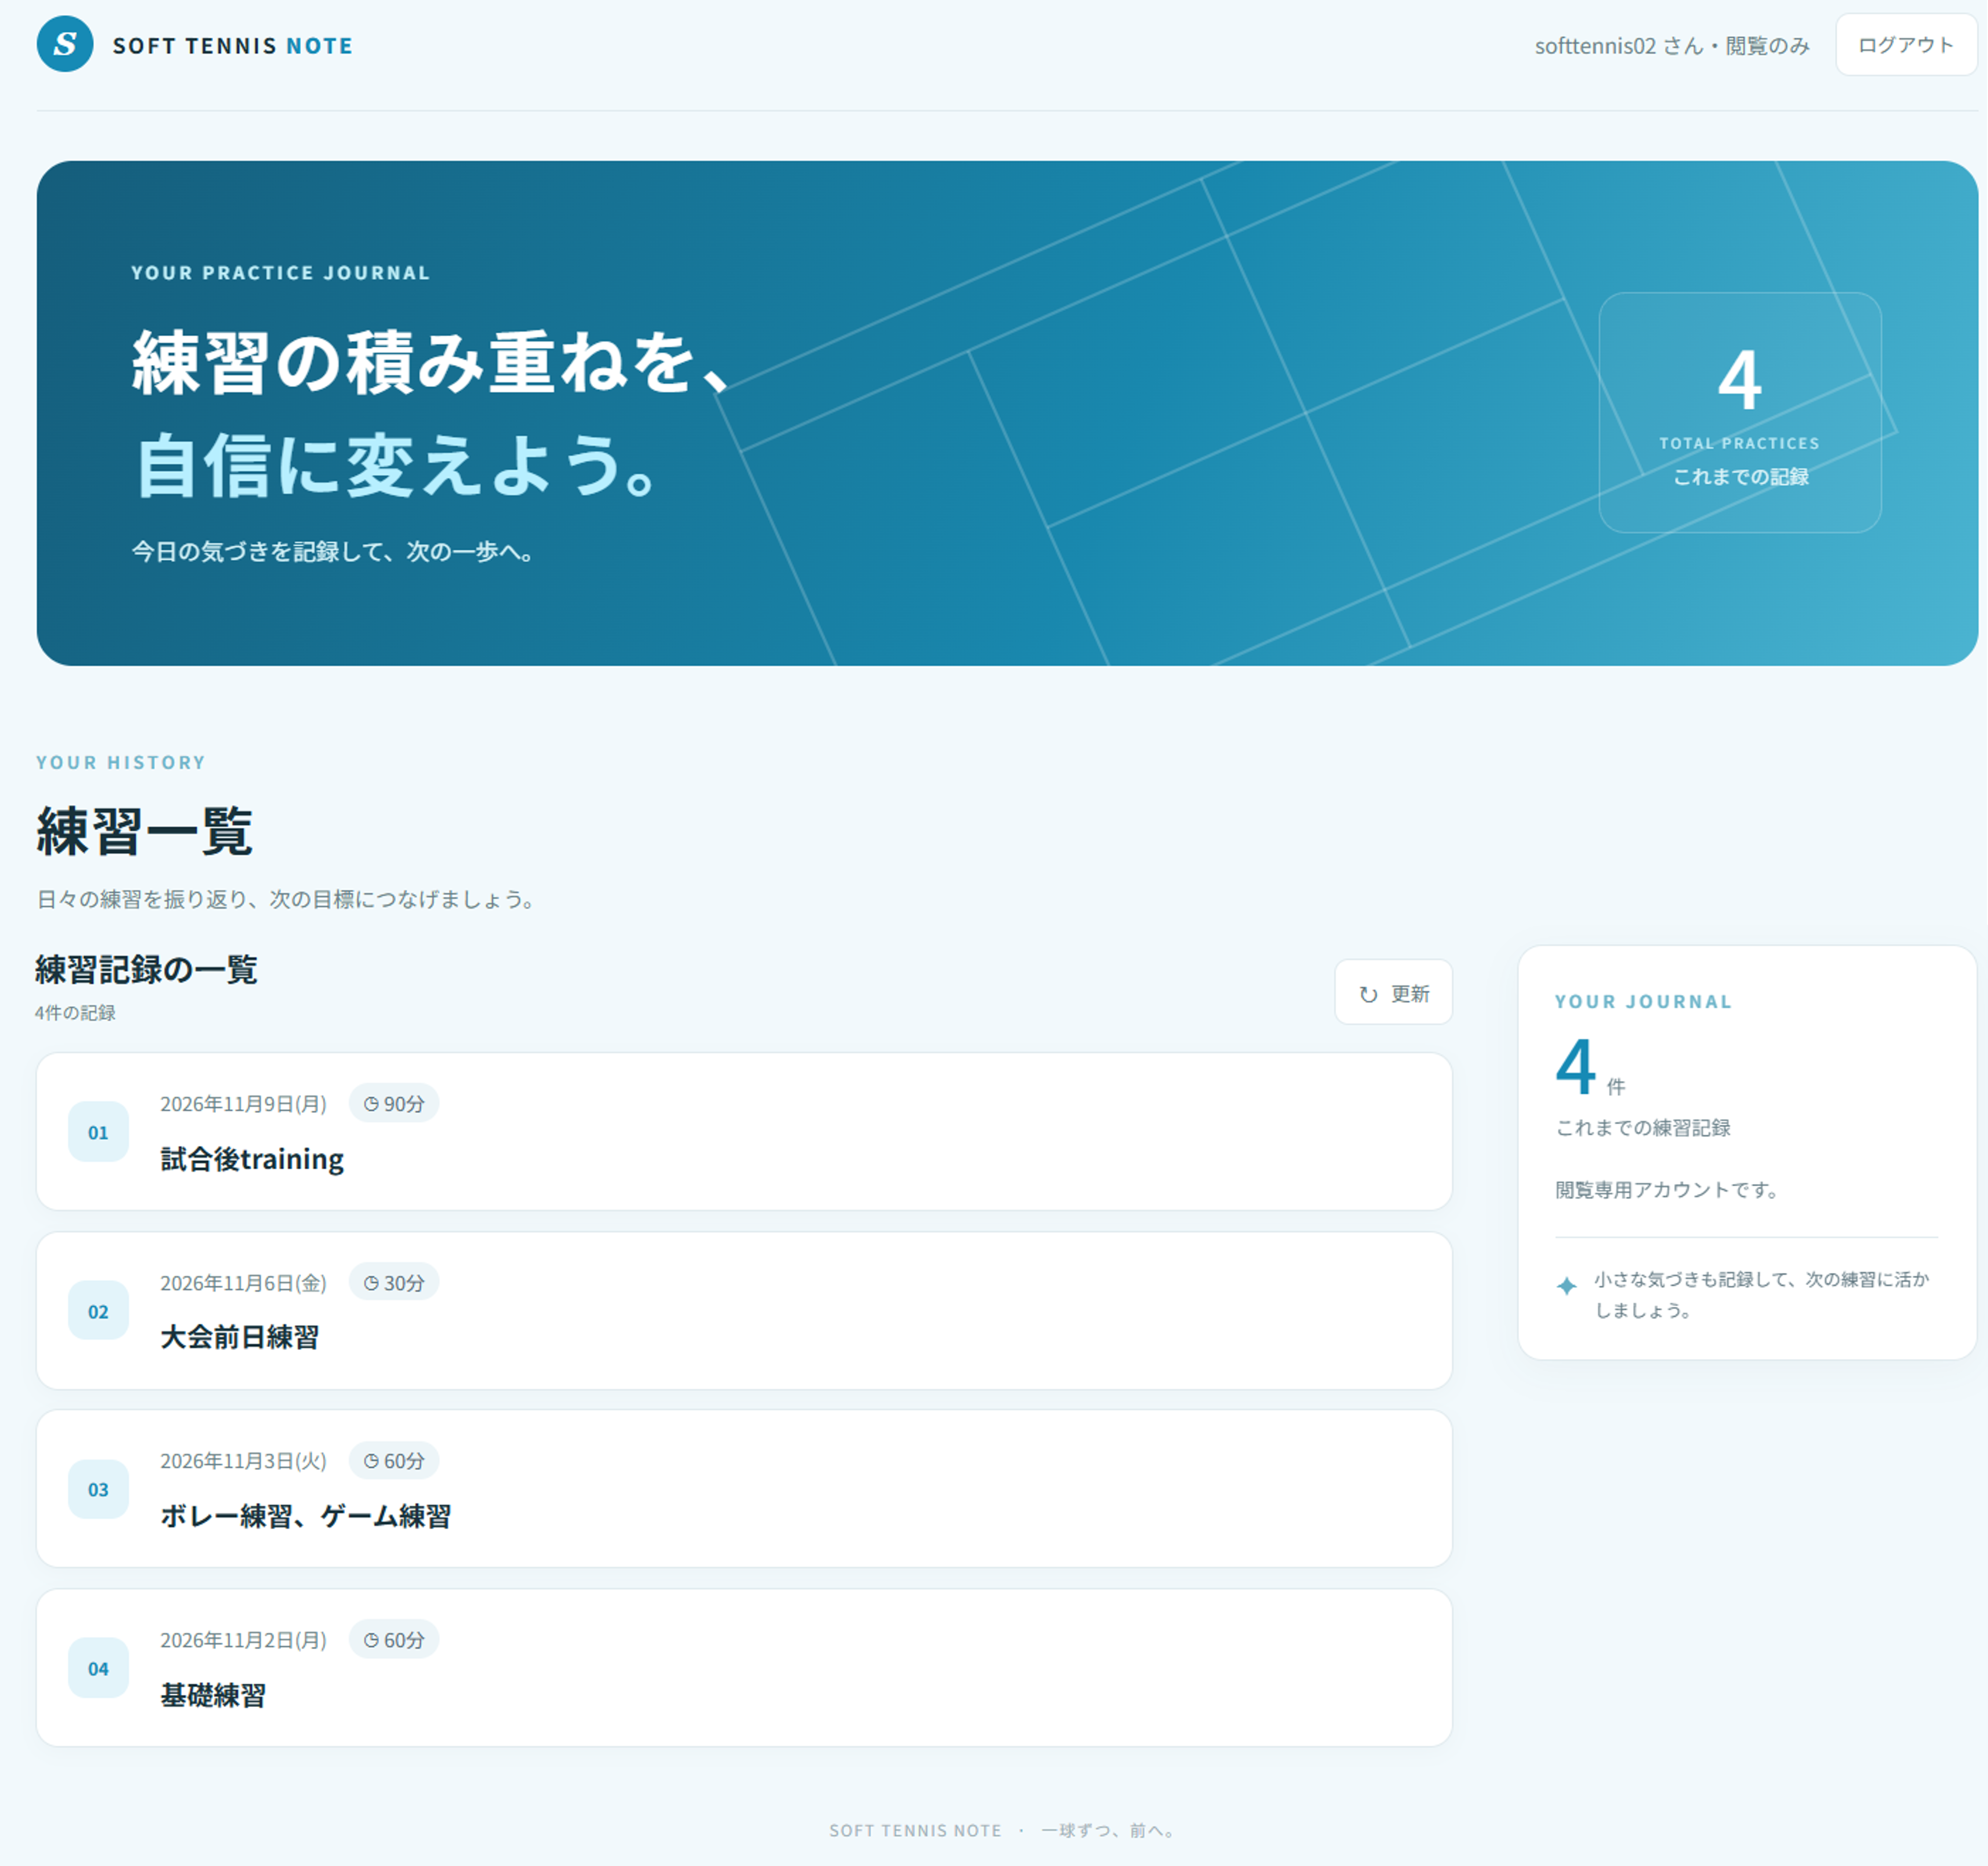 S SOFT TENNIS NOTE
softtennis02 さん・閲覧のみ
ログアウト
YOUR PRACTICE JOURNAL
練習の積み重ねを、
自信に変えよう。
今日の気づきを記録して、次の一歩へ。
4
TOTAL PRACTICES
これまでの記録
YOUR HISTORY
練習一覧
日々の練習を振り返り、次の目標につなげましょう。
練習記録の一覧
4件の記録
↻ 更新
01
2026年11月9日(月) ◷ 90分
試合後training
02
2026年11月6日(金) ◷ 30分
大会前日練習
03
2026年11月3日(火) ◷ 60分
ボレー練習、ゲーム練習
04
2026年11月2日(月) ◷ 60分
基礎練習
YOUR JOURNAL
4 件
これまでの練習記録
閲覧専用アカウントです。
✦ 小さな気づきも記録して、次の練習に活か
しましょう。
SOFT TENNIS NOTE ・ 一球ずつ、前へ。